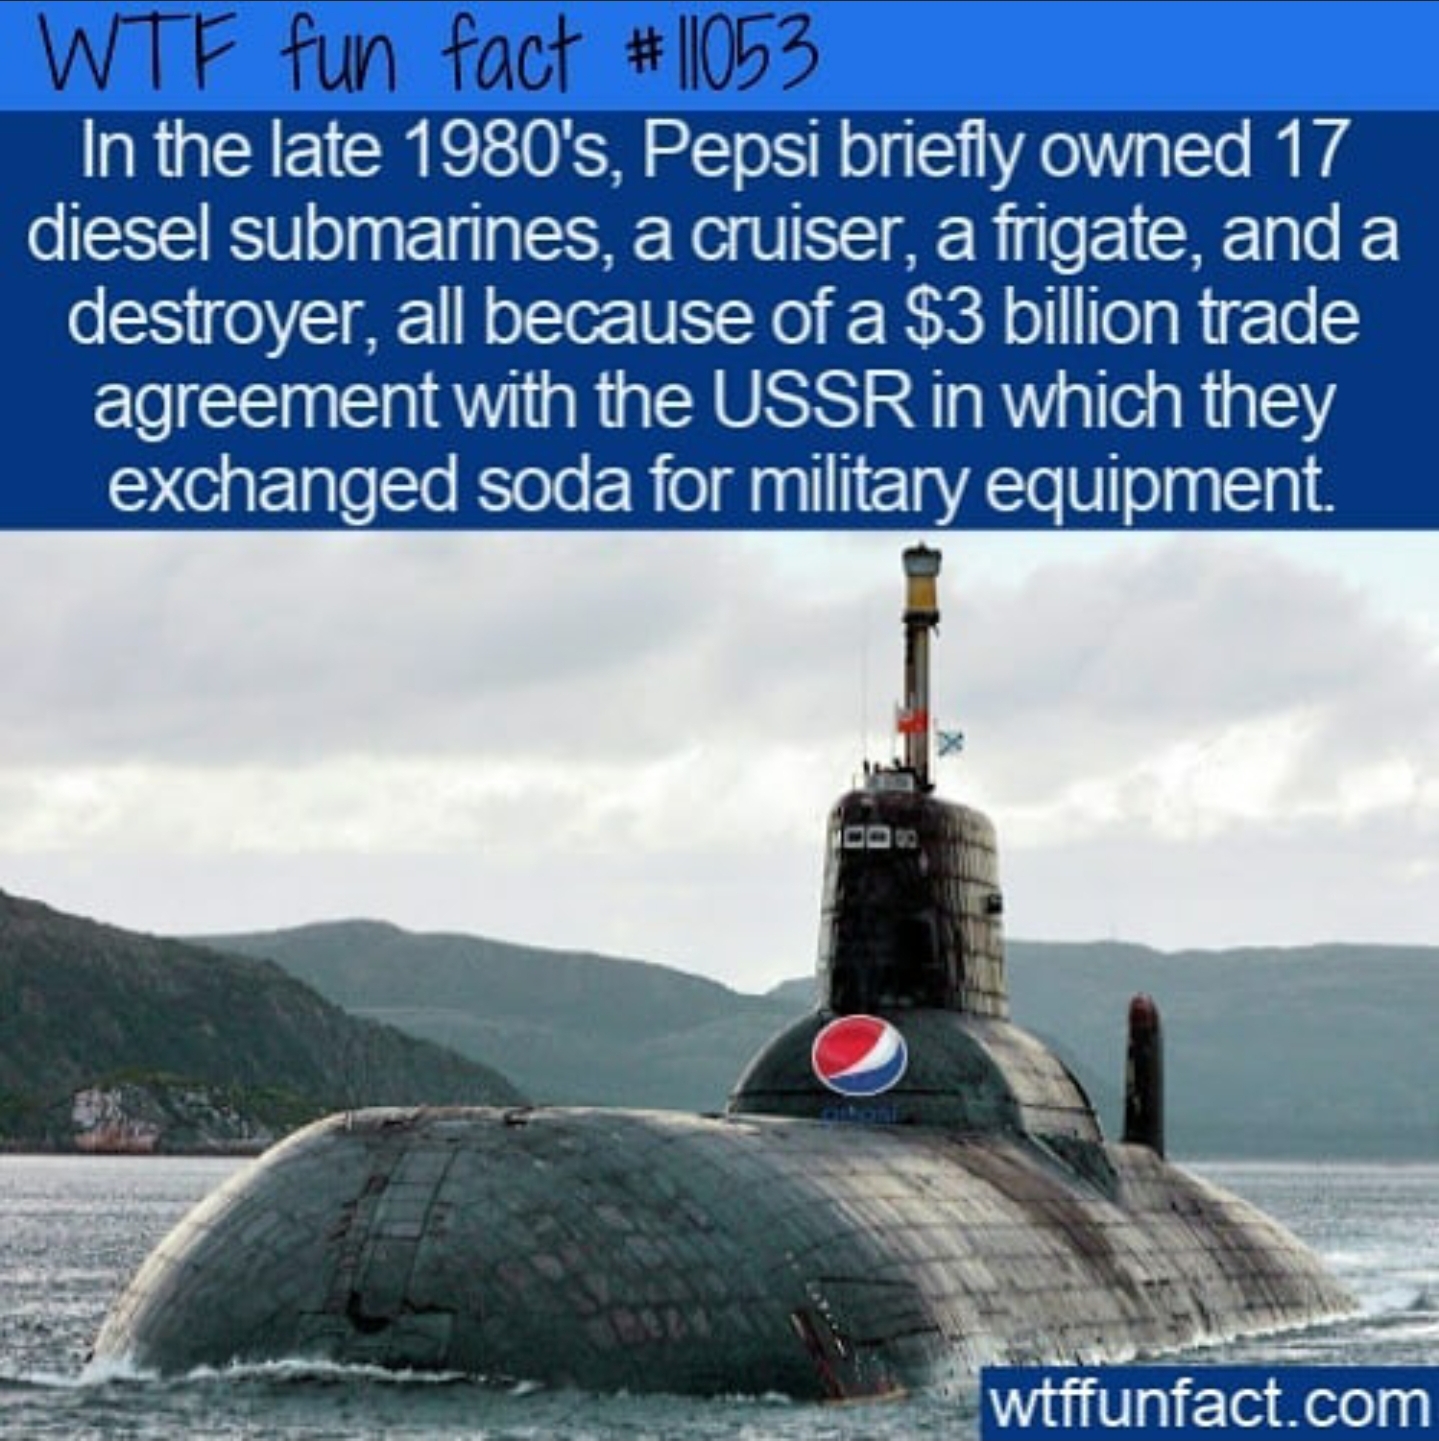 WTF fun fact #11053
In the late 1980's, Pepsi briefly owned 17
diesel submarines, a cruiser, a frigate, and a
destroyer, all because of a $3 billion trade
agreement with the USSR in which they
exchanged soda for military equipment.
pepsi
wtffunfact.com